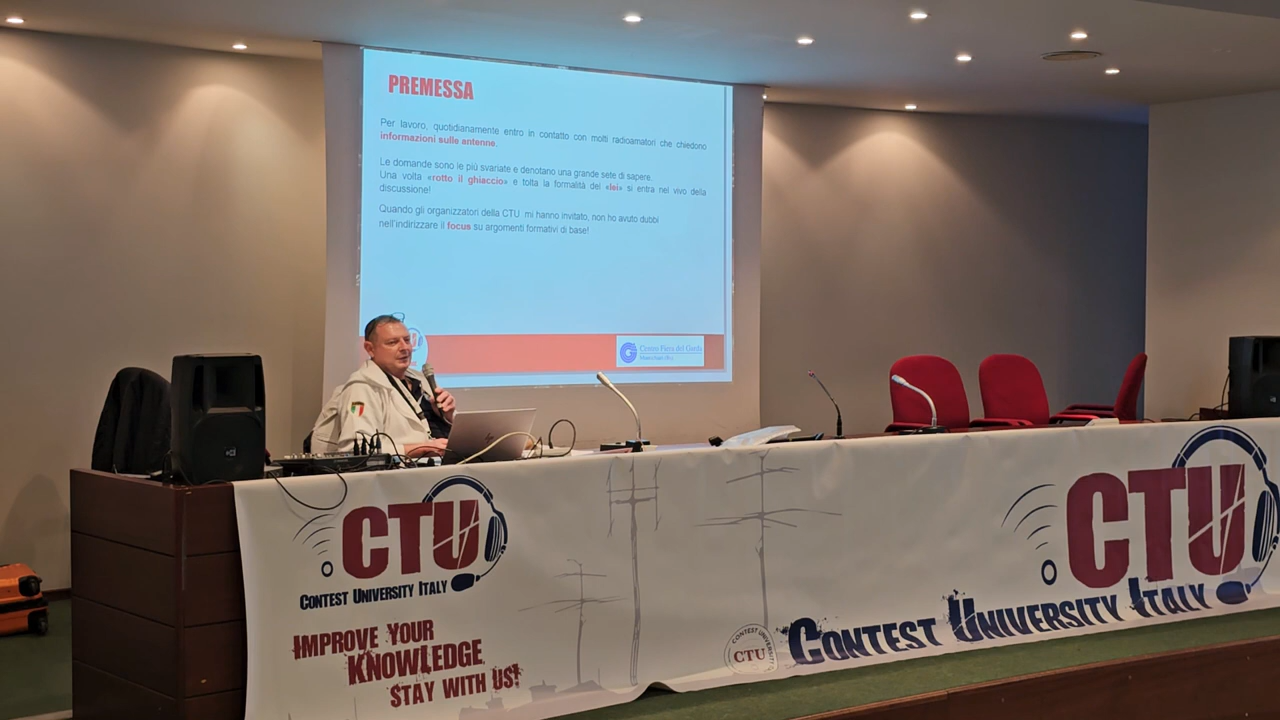 PREMESSA
Per lavoro, quotidianamente entro in contatto con molti radioamatori che chiedono
informazioni sulle antenne.
Le domande sono le più svariate e denotano una grande sete di sapere.
Una volta «rotto il ghiaccio» e tolta la formalità del «lei» si entra nel vivo della
discussione!
Quando gli organizzatori della CTU mi hanno invitato, non ho avuto dubbi
nell'indirizzare il focus su argomenti formativi di base!
Centro Fiera del Garda
CTU
CONTEST UNIVERSITY ITALY
IMPROVE YOUR
KNOWLEDGE
STAY WITH US!
CONTEST UNIVERSITY
CTU
CTU
CONTEST UNIVERSITY ITALY